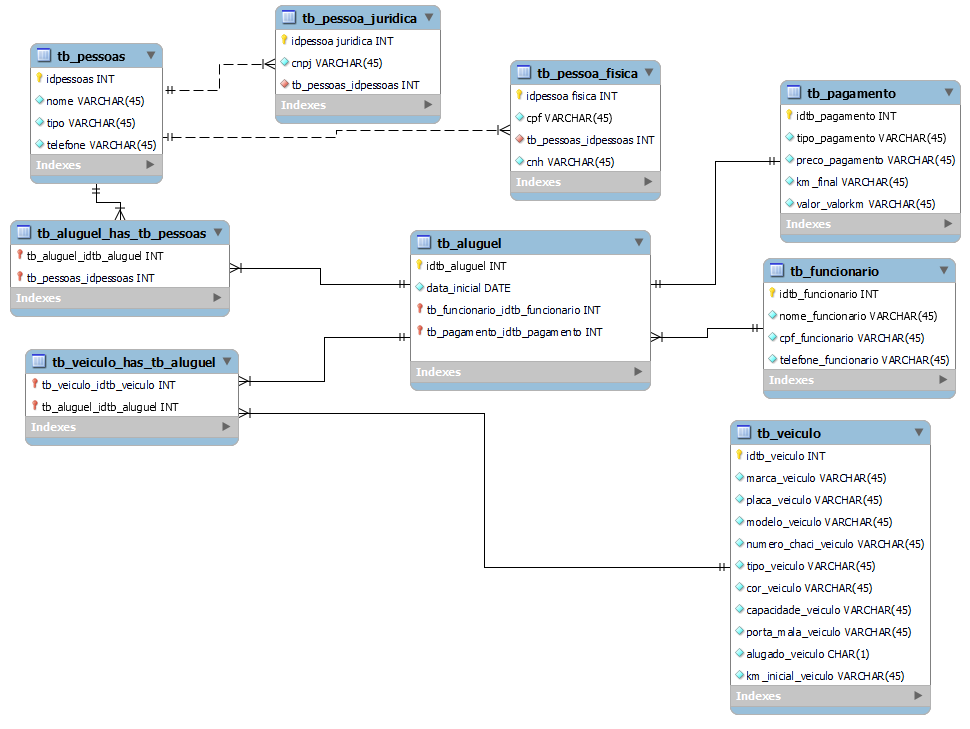 tb_pessoa_juridica
idpessoa juridica INT
cnpj VARCHAR(45)
tb_pessoas_idpessoas INT
Indexes
tb_pessoas
idpessoas INT
nome VARCHAR(45)
tipo VARCHAR(45)
telefone VARCHAR(45)
Indexes
tb_pessoa_fisica
idpessoa fisica INT
cpf VARCHAR(45)
tb_pessoas_idpessoas INT
cnh VARCHAR(45)
Indexes
tb_pagamento
idtb_pagamento INT
tipo_pagamento VARCHAR(45)
preco_pagamento VARCHAR(45)
km_final VARCHAR(45)
valor_valorkm VARCHAR(45)
Indexes
tb_aluguel_has_tb_pessoas
tb_aluguel_idtb_aluguel INT
tb_pessoas_idpessoas INT
Indexes
tb_aluguel
idtb_aluguel INT
data_inicial DATE
tb_funcionario_idtb_funcionario INT
tb_pagamento_idtb_pagamento INT
Indexes
tb_funcionario
idtb_funcionario INT
nome_funcionario VARCHAR(45)
cpf_funcionario VARCHAR(45)
telefone_funcionario VARCHAR(45)
Indexes
tb_veiculo_has_tb_aluguel
tb_veiculo_idtb_veiculo INT
tb_aluguel_idtb_aluguel INT
Indexes
tb_veiculo
idtb_veiculo INT
marca_veiculo VARCHAR(45)
placa_veiculo VARCHAR(45)
modelo_veiculo VARCHAR(45)
numero_chaci_veiculo VARCHAR(45)
tipo_veiculo VARCHAR(45)
cor_veiculo VARCHAR(45)
capacidade_veiculo VARCHAR(45)
porta_mala_veiculo VARCHAR(45)
alugado_veiculo CHAR(1)
km_inicial_veiculo VARCHAR(45)
Indexes